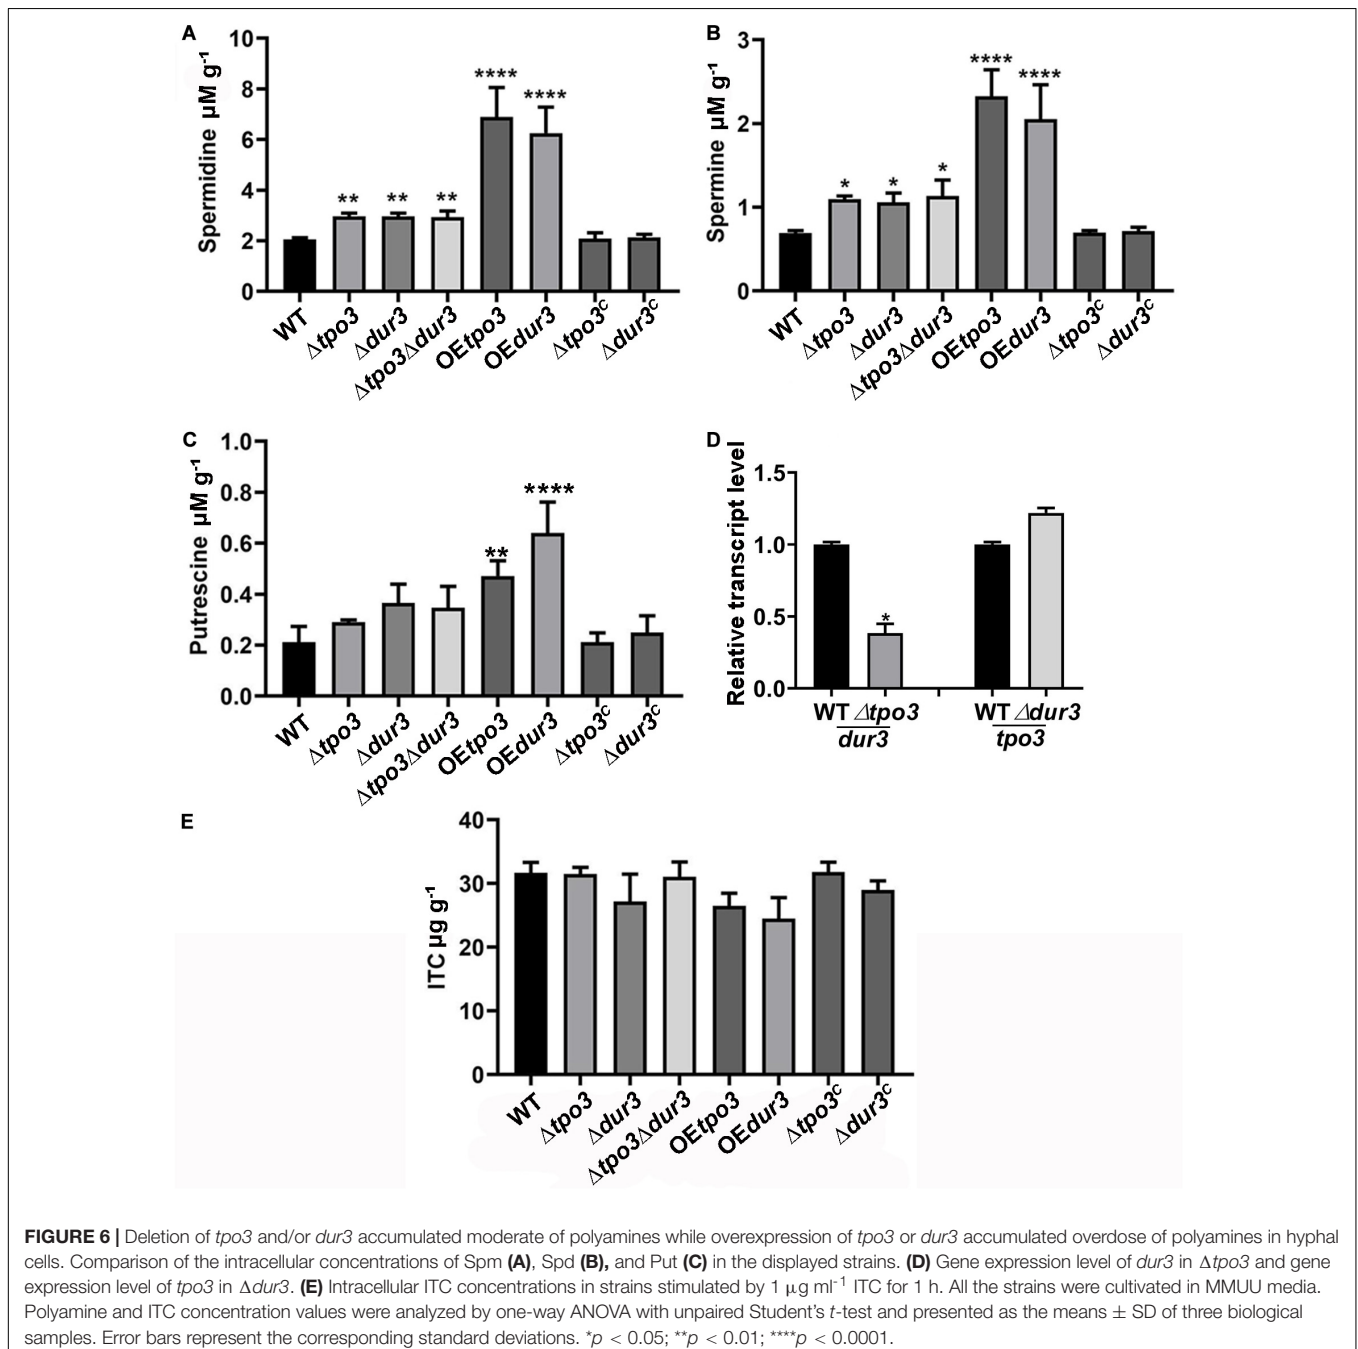 A
Spermidine µM g-1
10
8
6
4
2
0
** ** ** **** ****
WT Δtpo3 Δdur3 Δtpo3Δdur3 OEtpo3 OEdur3 Δtpo3c Δdur3c
B
Spermine µM g-1
3
2
1
0
* * * **** ****
WT Δtpo3 Δdur3 Δtpo3Δdur3 OEtpo3 OEdur3 Δtpo3c Δdur3c
C
Putrescine µM g-1
1.0
0.8
0.6
0.4
0.2
0.0
** ****
WT Δtpo3 Δdur3 Δtpo3Δdur3 OEtpo3 OEdur3 Δtpo3c Δdur3c
D
Relative transcript level
1.5
1.0
0.5
0.0
*
WT Δtpo3 WT Δdur3
dur3 tpo3
E
ITC µg g-1
40
30
20
10
0
WT Δtpo3 Δdur3 Δtpo3Δdur3 OEtpo3 OEdur3 Δtpo3c Δdur3c
FIGURE 6 | Deletion of tpo3 and/or dur3 accumulated moderate of polyamines while overexpression of tpo3 or dur3 accumulated overdose of polyamines in hyphal
cells. Comparison of the intracellular concentrations of Spm (A), Spd (B), and Put (C) in the displayed strains. (D) Gene expression level of dur3 in Δtpo3 and gene
expression level of tpo3 in Δdur3. (E) Intracellular ITC concentrations in strains stimulated by 1 µg ml-1 ITC for 1 h. All the strains were cultivated in MMUU media.
Polyamine and ITC concentration values were analyzed by one-way ANOVA with unpaired Student's t-test and presented as the means ± SD of three biological
samples. Error bars represent the corresponding standard deviations. *p < 0.05; **p < 0.01; ****p < 0.0001.